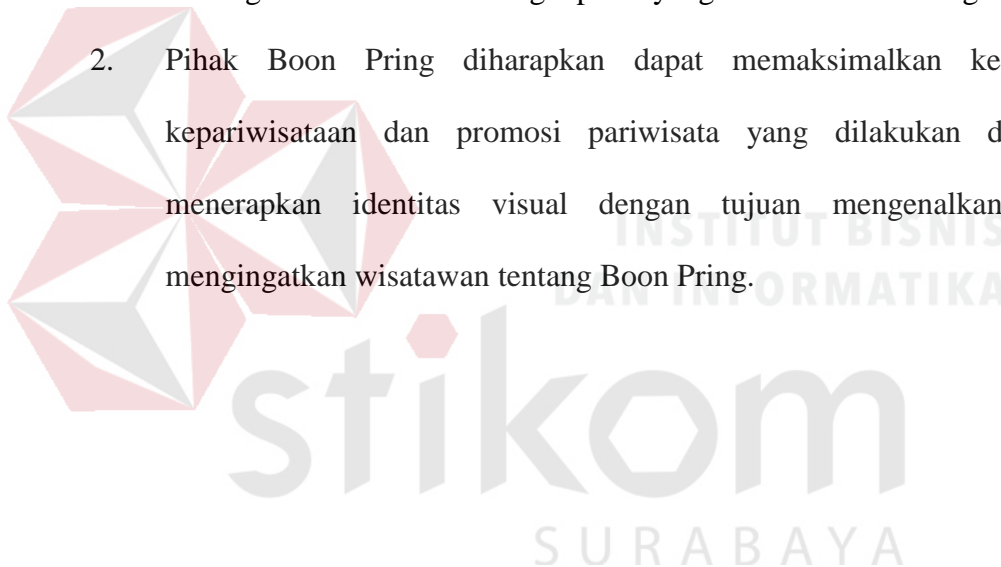 2. Pihak Boon Pring diharapkan dapat memaksimalkan ke
kepariwisataan dan promosi pariwisata yang dilakukan d
menerapkan identitas visual dengan tujuan mengenalkan
mengingatkan wisatawan tentang Boon Pring.
INSTITUT BISNIS
DAN INFORMATIKA
stikom
SURABAYA